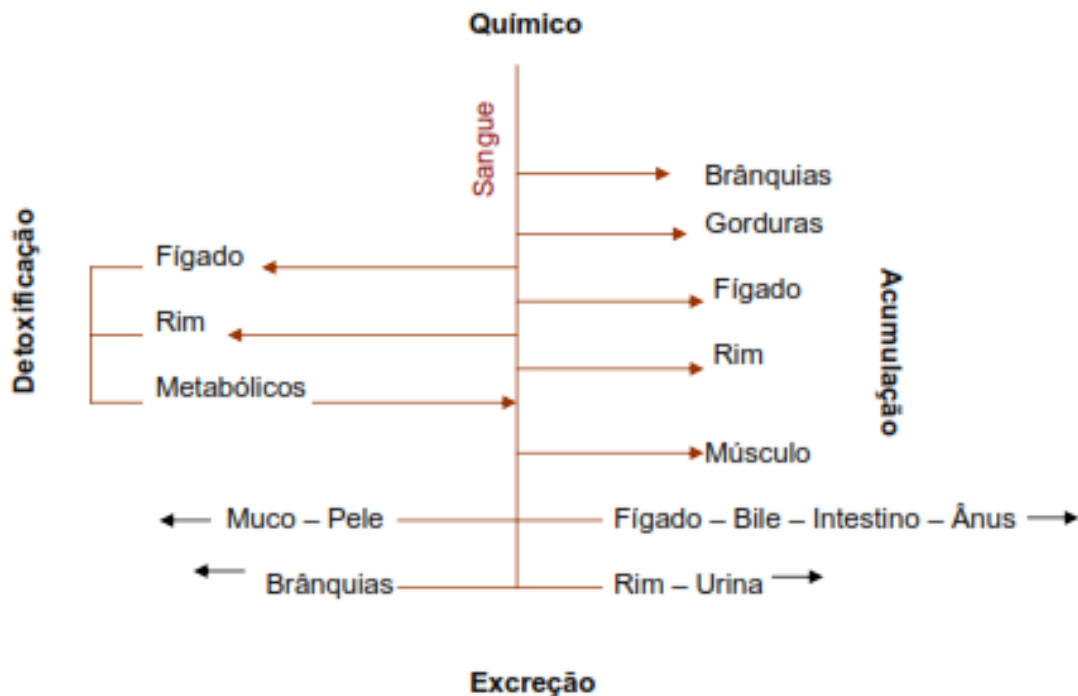 Químico
Sangue
Brânquias
Gorduras
Fígado
Rim
Músculo
Acumulação
Detoxificação
Fígado
Rim
Metabólicos
Muco – Pele
Fígado – Bile – Intestino – Ânus
Brânquias
Rim – Urina
Excreção